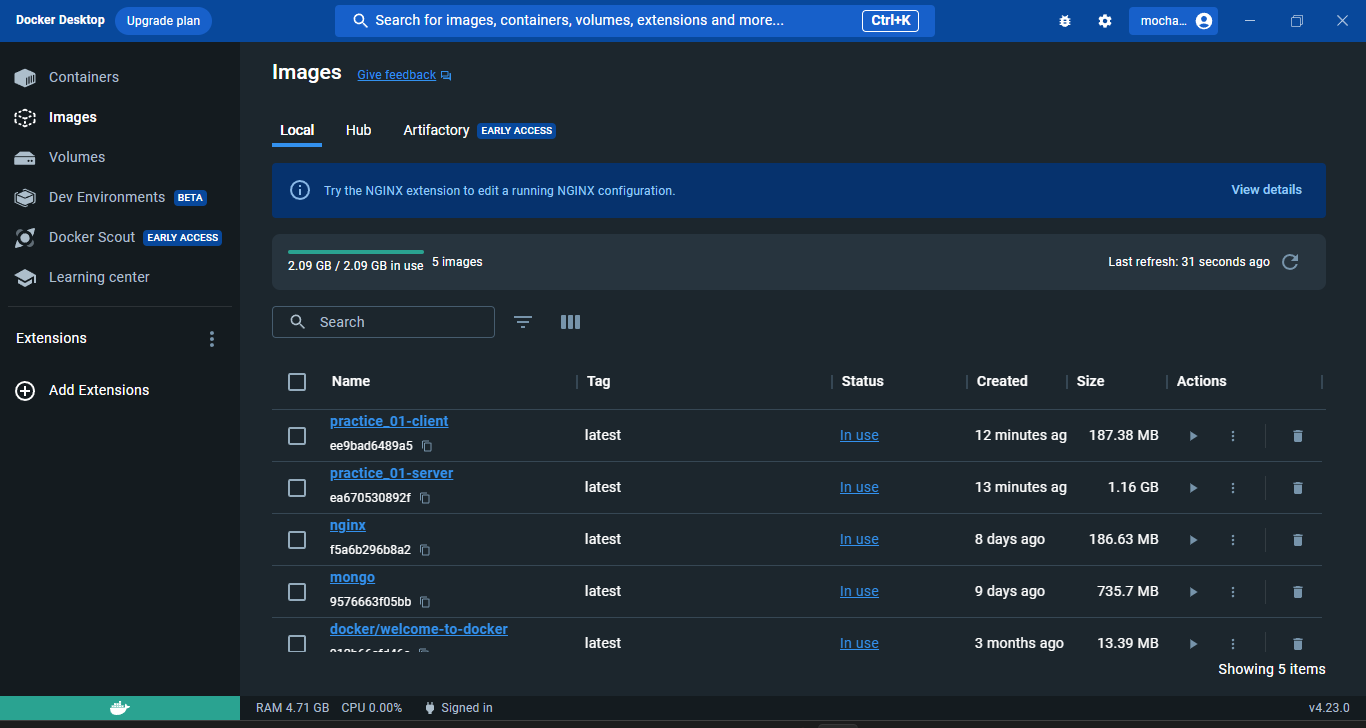 Docker Desktop Upgrade plan Search for images, containers, volumes, extensions and more... Ctrl+K mocha...
Containers
Images
Volumes
Dev Environments BETA
Docker Scout EARLY ACCESS
Learning center
Extensions
Add Extensions
Images Give feedback
Local Hub Artifactory EARLY ACCESS
Try the NGINX extension to edit a running NGINX configuration. View details
2.09 GB / 2.09 GB in use 5 images Last refresh: 31 seconds ago
Search
Name Tag Status Created Size Actions
practice_01-client
ee9bad6489a5 latest In use 12 minutes ag 187.38 MB
practice_01-server
ea670530892f latest In use 13 minutes ag 1.16 GB
nginx
f5a6b296b8a2 latest In use 8 days ago 186.63 MB
mongo
9576663f05bb latest In use 9 days ago 735.7 MB
docker/welcome-to-docker
latest In use 3 months ago 13.39 MB
Showing 5 items
RAM 4.71 GB CPU 0.00% Signed in v4.23.0